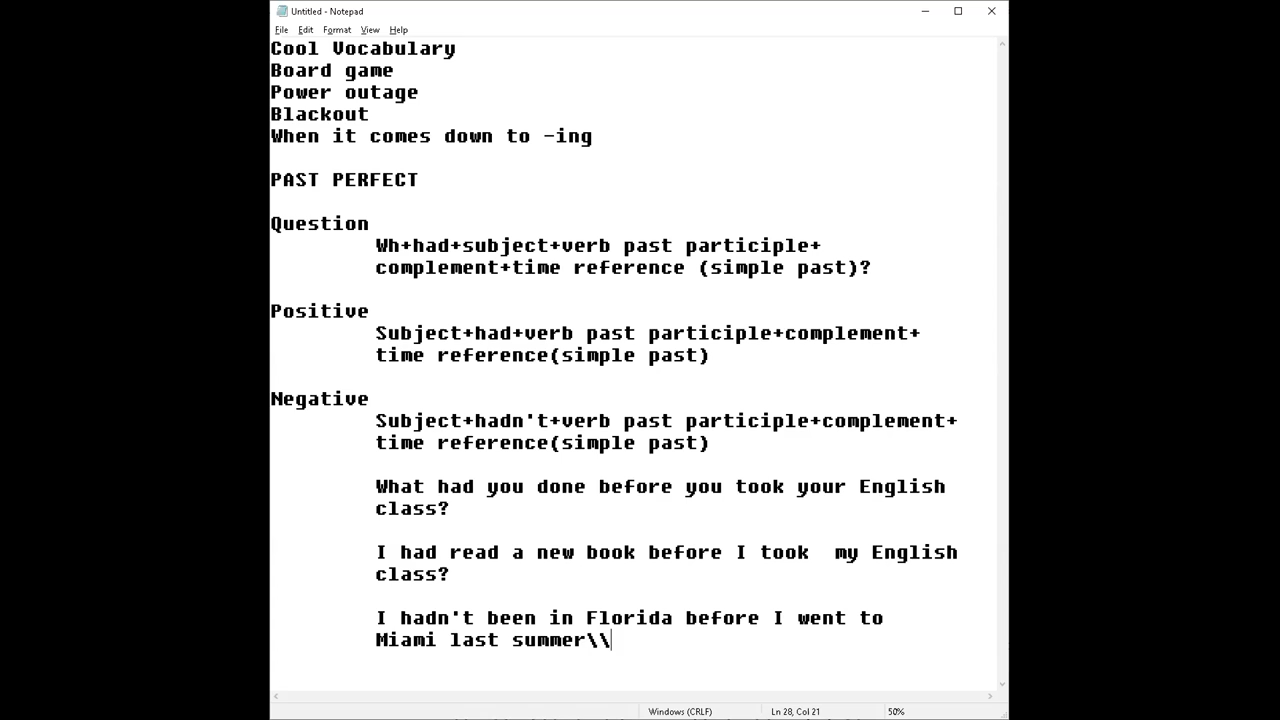 Untitled - Notepad
File Edit Format View Help
Cool Vocabulary
Board game
Power outage
Blackout
When it comes down to -ing
PAST PERFECT
Question
Wh+had+subject+verb past participle+
complement+time reference (simple past)?
Positive
Subject+had+verb past participle+complement+
time reference(simple past)
Negative
Subject+hadn't+verb past participle+complement+
time reference(simple past)
What had you done before you took your English
class?
I had read a new book before I took  my English
class?
I hadn't been in Florida before I went to
Miami last summer\\
Windows (CRLF) Ln 28, Col 21 50%